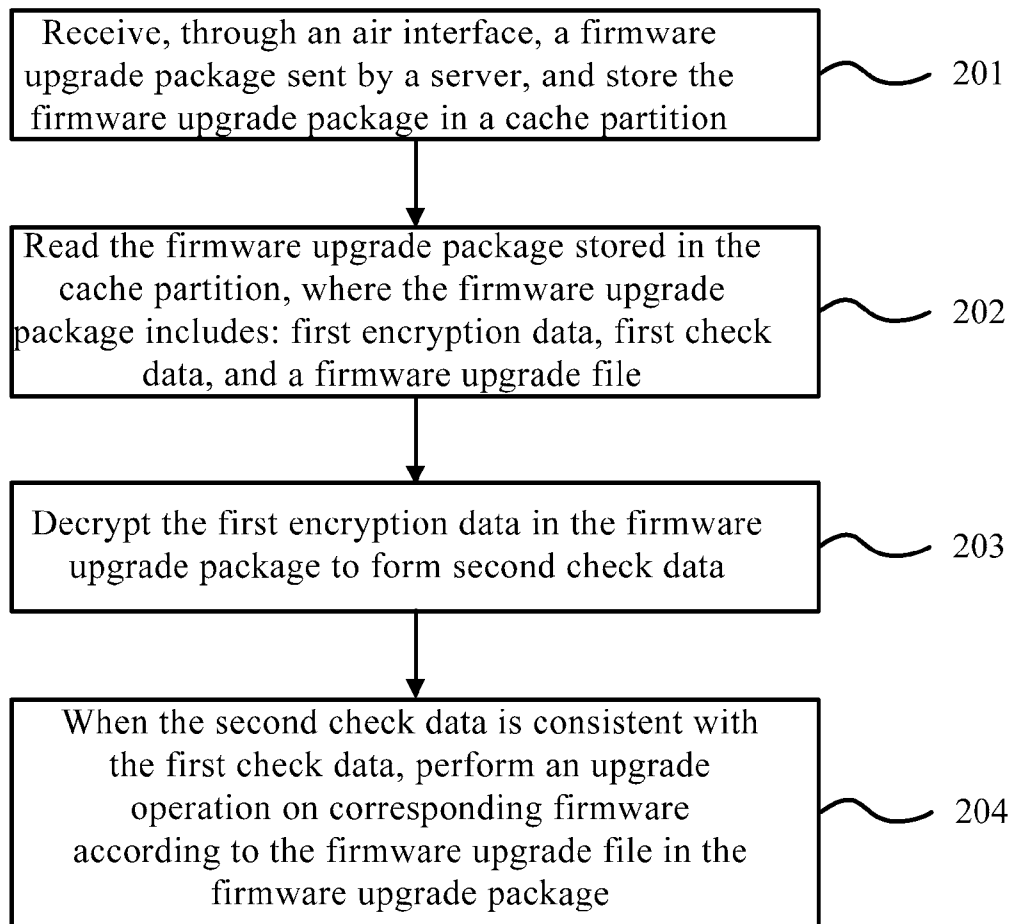 Receive, through an air interface, a firmware
upgrade package sent by a server, and store the
firmware upgrade package in a cache partition
201
Read the firmware upgrade package stored in the
cache partition, where the firmware upgrade
package includes: first encryption data, first check
data, and a firmware upgrade file
202
Decrypt the first encryption data in the firmware
upgrade package to form second check data
203
When the second check data is consistent with
the first check data, perform an upgrade
operation on corresponding firmware
according to the firmware upgrade file in the
firmware upgrade package
204